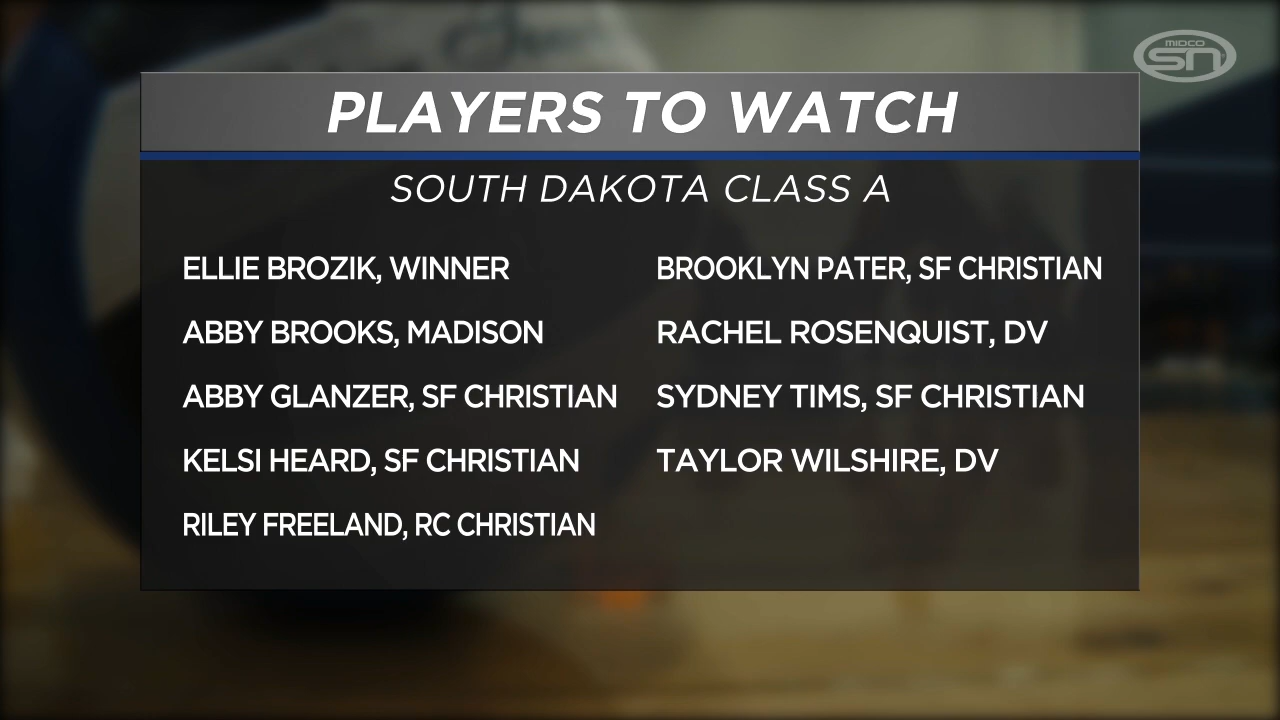 MIDCO
SN
PLAYERS TO WATCH
SOUTH DAKOTA CLASS A
ELLIE BROZIK, WINNER
ABBY BROOKS, MADISON
ABBY GLANZER, SF CHRISTIAN
KELSI HEARD, SF CHRISTIAN
RILEY FREELAND, RC CHRISTIAN
BROOKLYN PATER, SF CHRISTIAN
RACHEL ROSENQUIST, DV
SYDNEY TIMS, SF CHRISTIAN
TAYLOR WILSHIRE, DV